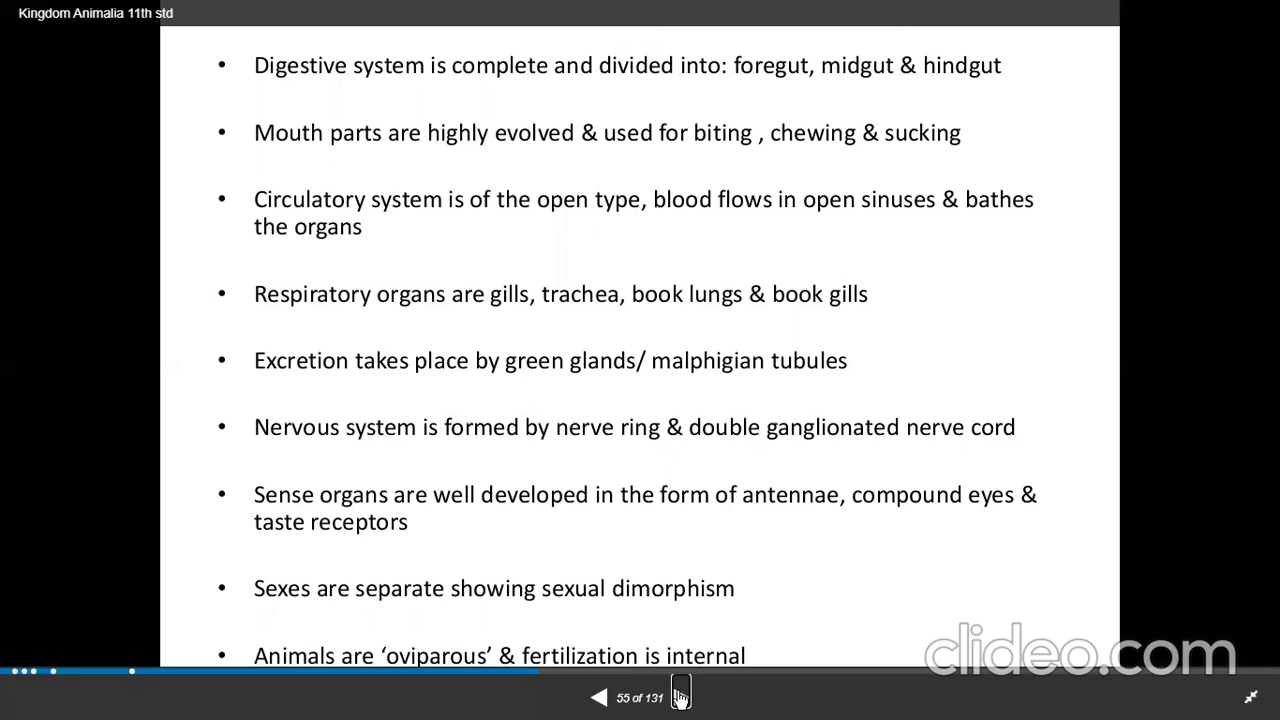 Kingdom Animalia 11th std
• Digestive system is complete and divided into: foregut, midgut & hindgut
• Mouth parts are highly evolved & used for biting , chewing & sucking
• Circulatory system is of the open type, blood flows in open sinuses & bathes
the organs
• Respiratory organs are gills, trachea, book lungs & book gills
• Excretion takes place by green glands/ malphigian tubules
• Nervous system is formed by nerve ring & double ganglionated nerve cord
• Sense organs are well developed in the form of antennae, compound eyes &
taste receptors
• Sexes are separate showing sexual dimorphism
• Animals are ‘oviparous’ & fertilization is internal
clideo.com
55 of 131